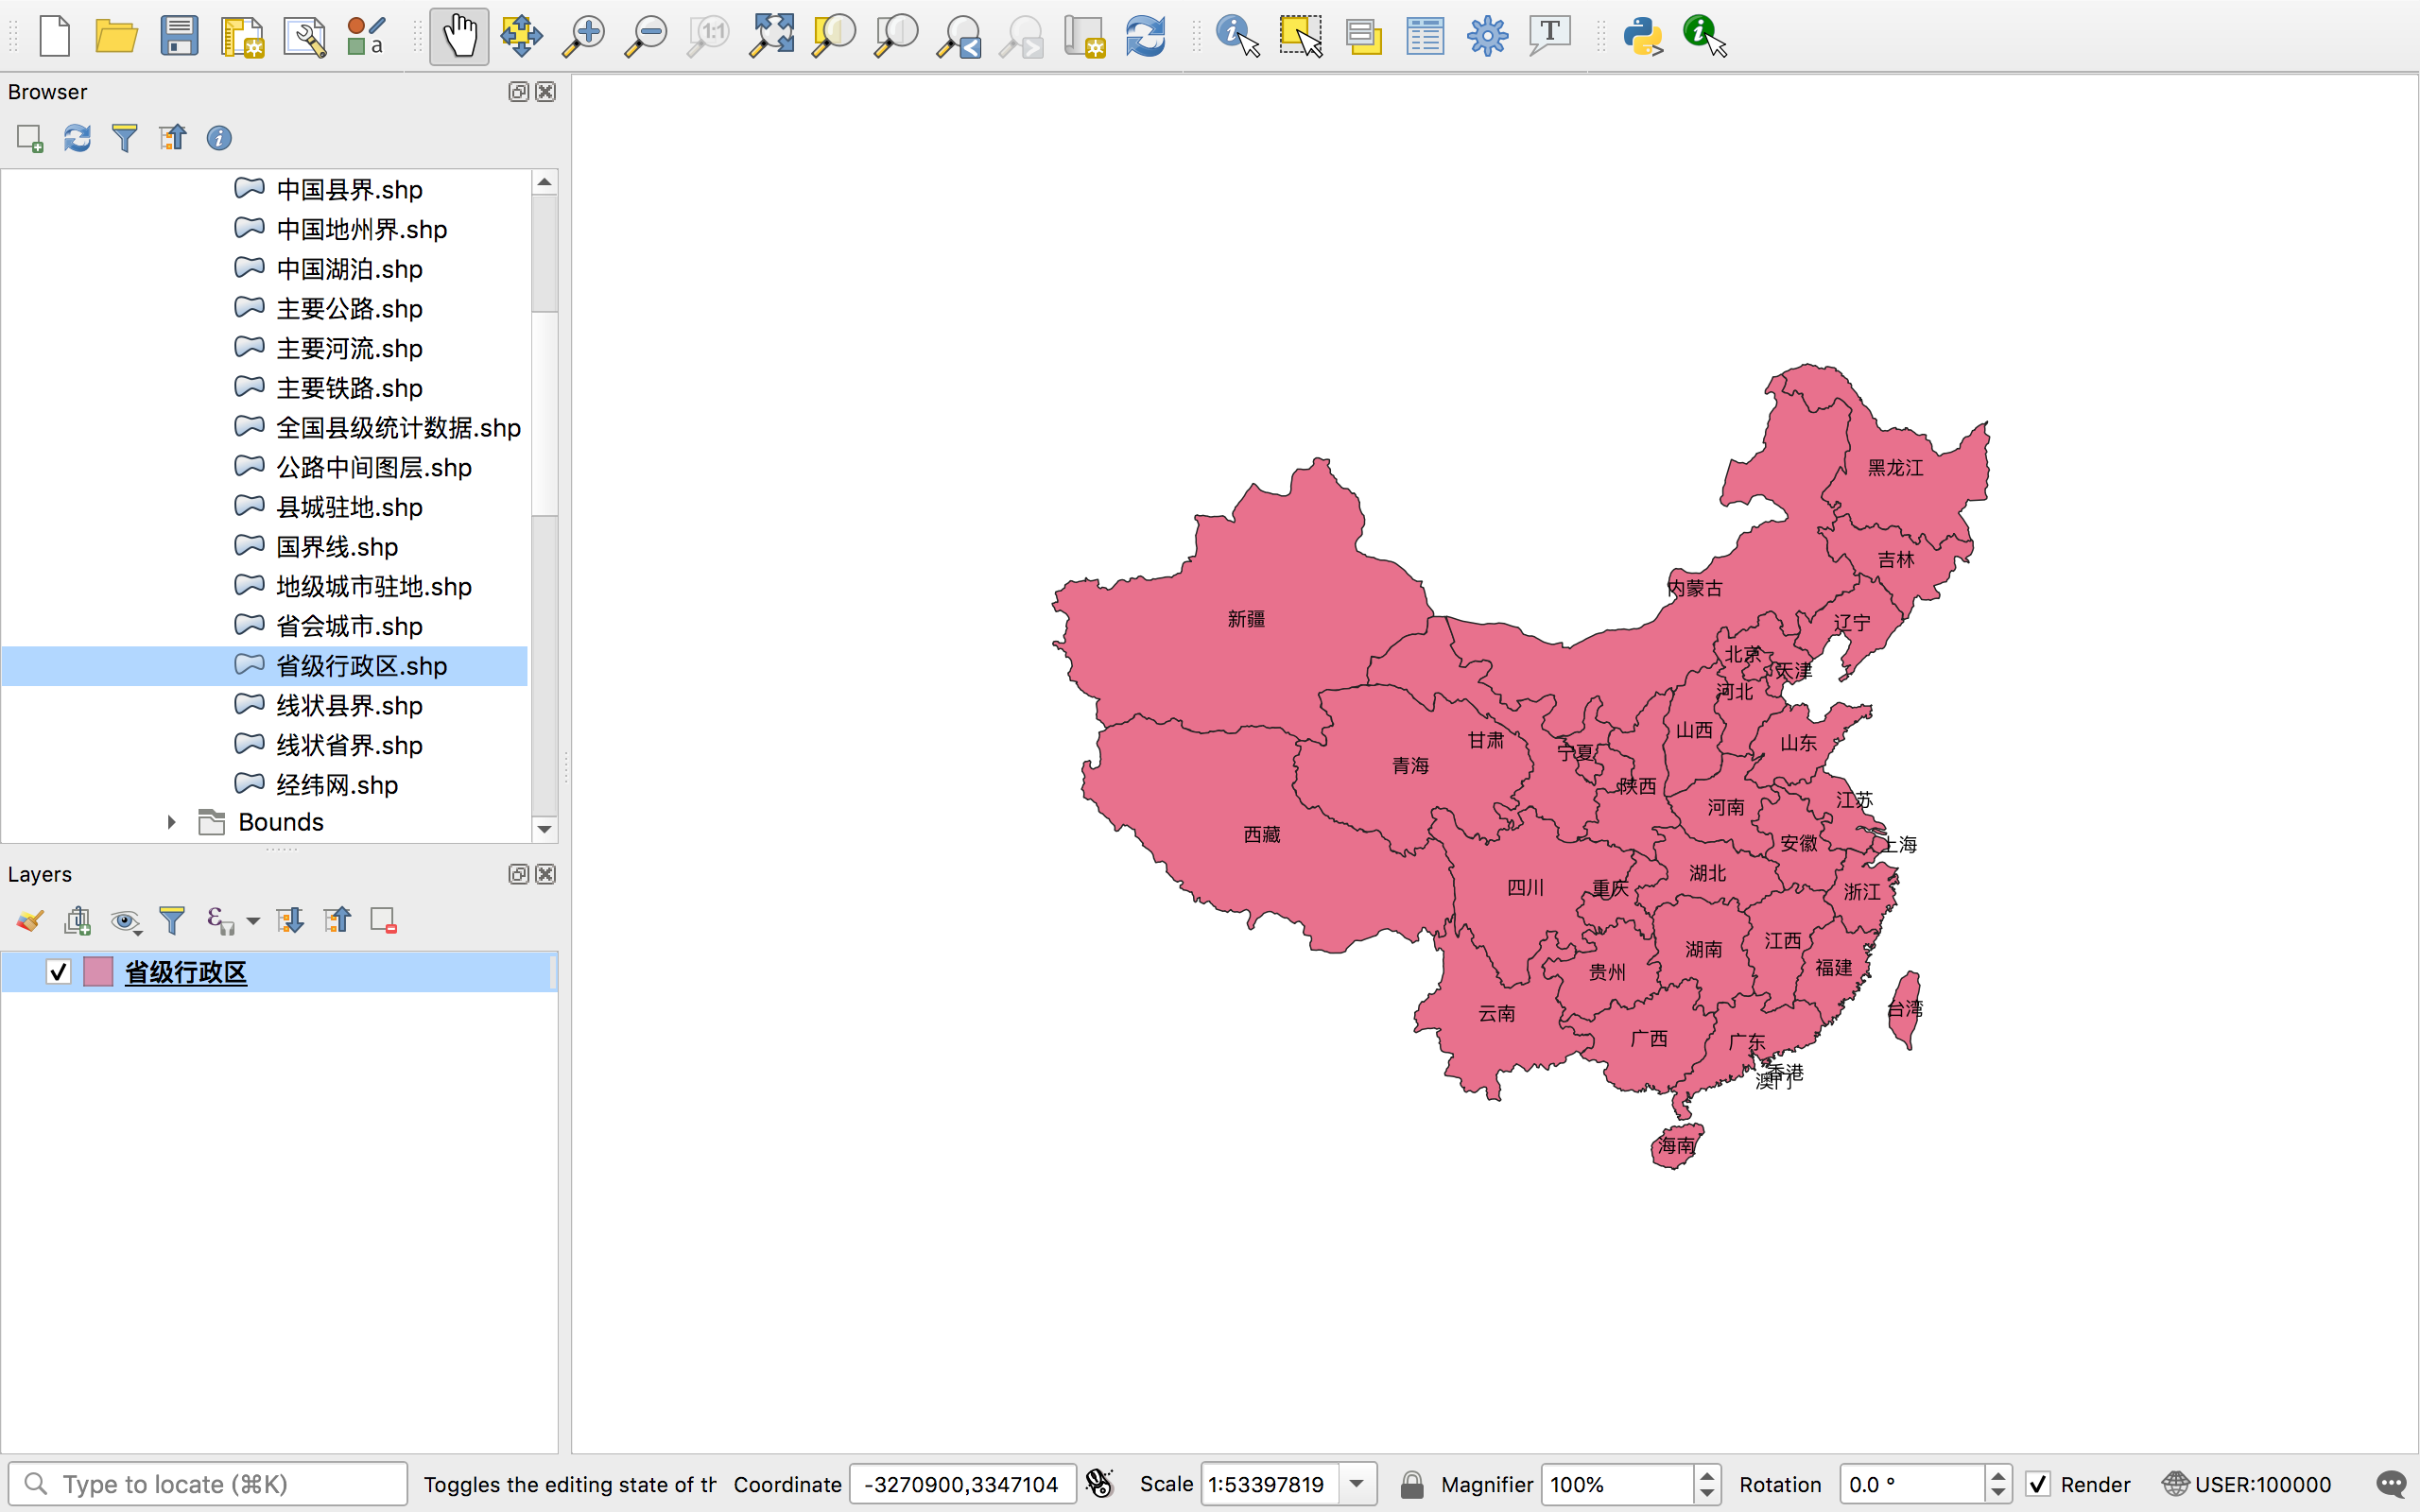 1:1
T
a
Browser
中国县界.shp
中国地州界.shp
中国湖泊.shp
主要公路.shp
主要河流.shp
主要铁路.shp
全国县级统计数据.shp
公路中间图层.shp
县城驻地.shp
国界线.shp
地级城市驻地.shp
省会城市.shp
省级行政区.shp
线状县界.shp
线状省界.shp
经纬网.shp
Bounds
Layers
省级行政区
黑龙江
吉林
内蒙古
辽宁
新疆
北京
天津
河北
山西
山东
甘肃
宁夏
青海
陕西
江苏
河南
西藏
安徽
上海
湖北
四川
重庆
浙江
湖南
江西
福建
贵州
台湾
云南
广西
广东
香港
澳门
海南
Type to locate (⌘K)
Toggles the editing state of th
Coordinate
-3270900,3347104
Scale
1:53397819
Magnifier
100%
Rotation
0.0 °
Render
USER:100000